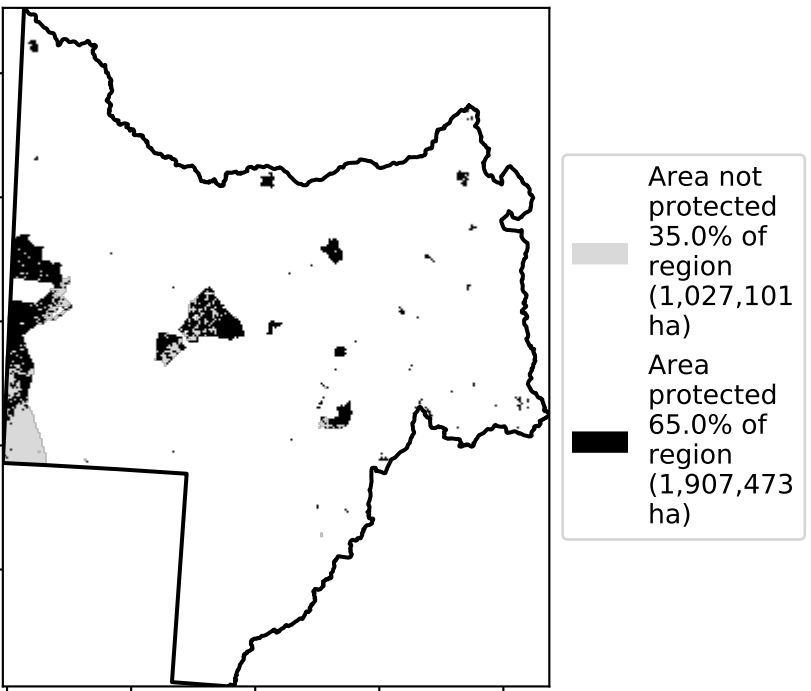 Area not
protected
35.0% of
region
(1,027,101
ha)
Area
protected
65.0% of
region
(1,907,473
ha)